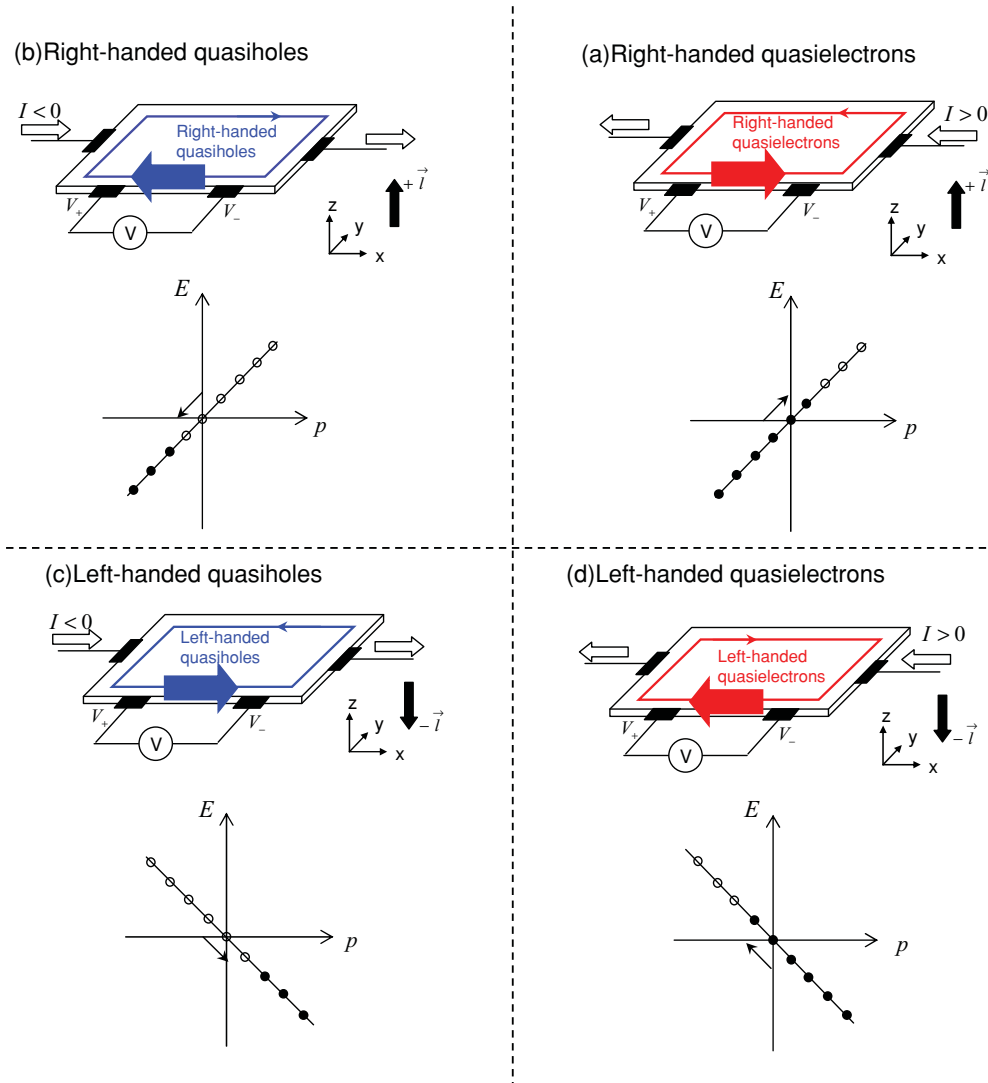 (b)Right-handed quasiholes
I < 0
Right-handed
quasiholes
+ l⃗
V₊
V₋
V
z
y
x
E
p
(a)Right-handed quasielectrons
I > 0
Right-handed
quasielectrons
+ l⃗
V₊
V₋
V
z
y
x
E
p
(c)Left-handed quasiholes
I < 0
Left-handed
quasiholes
V₊
V₋
V
z
y
x
− l⃗
E
p
(d)Left-handed quasielectrons
I > 0
Left-handed
quasielectrons
V₊
V₋
V
z
y
x
− l⃗
E
p